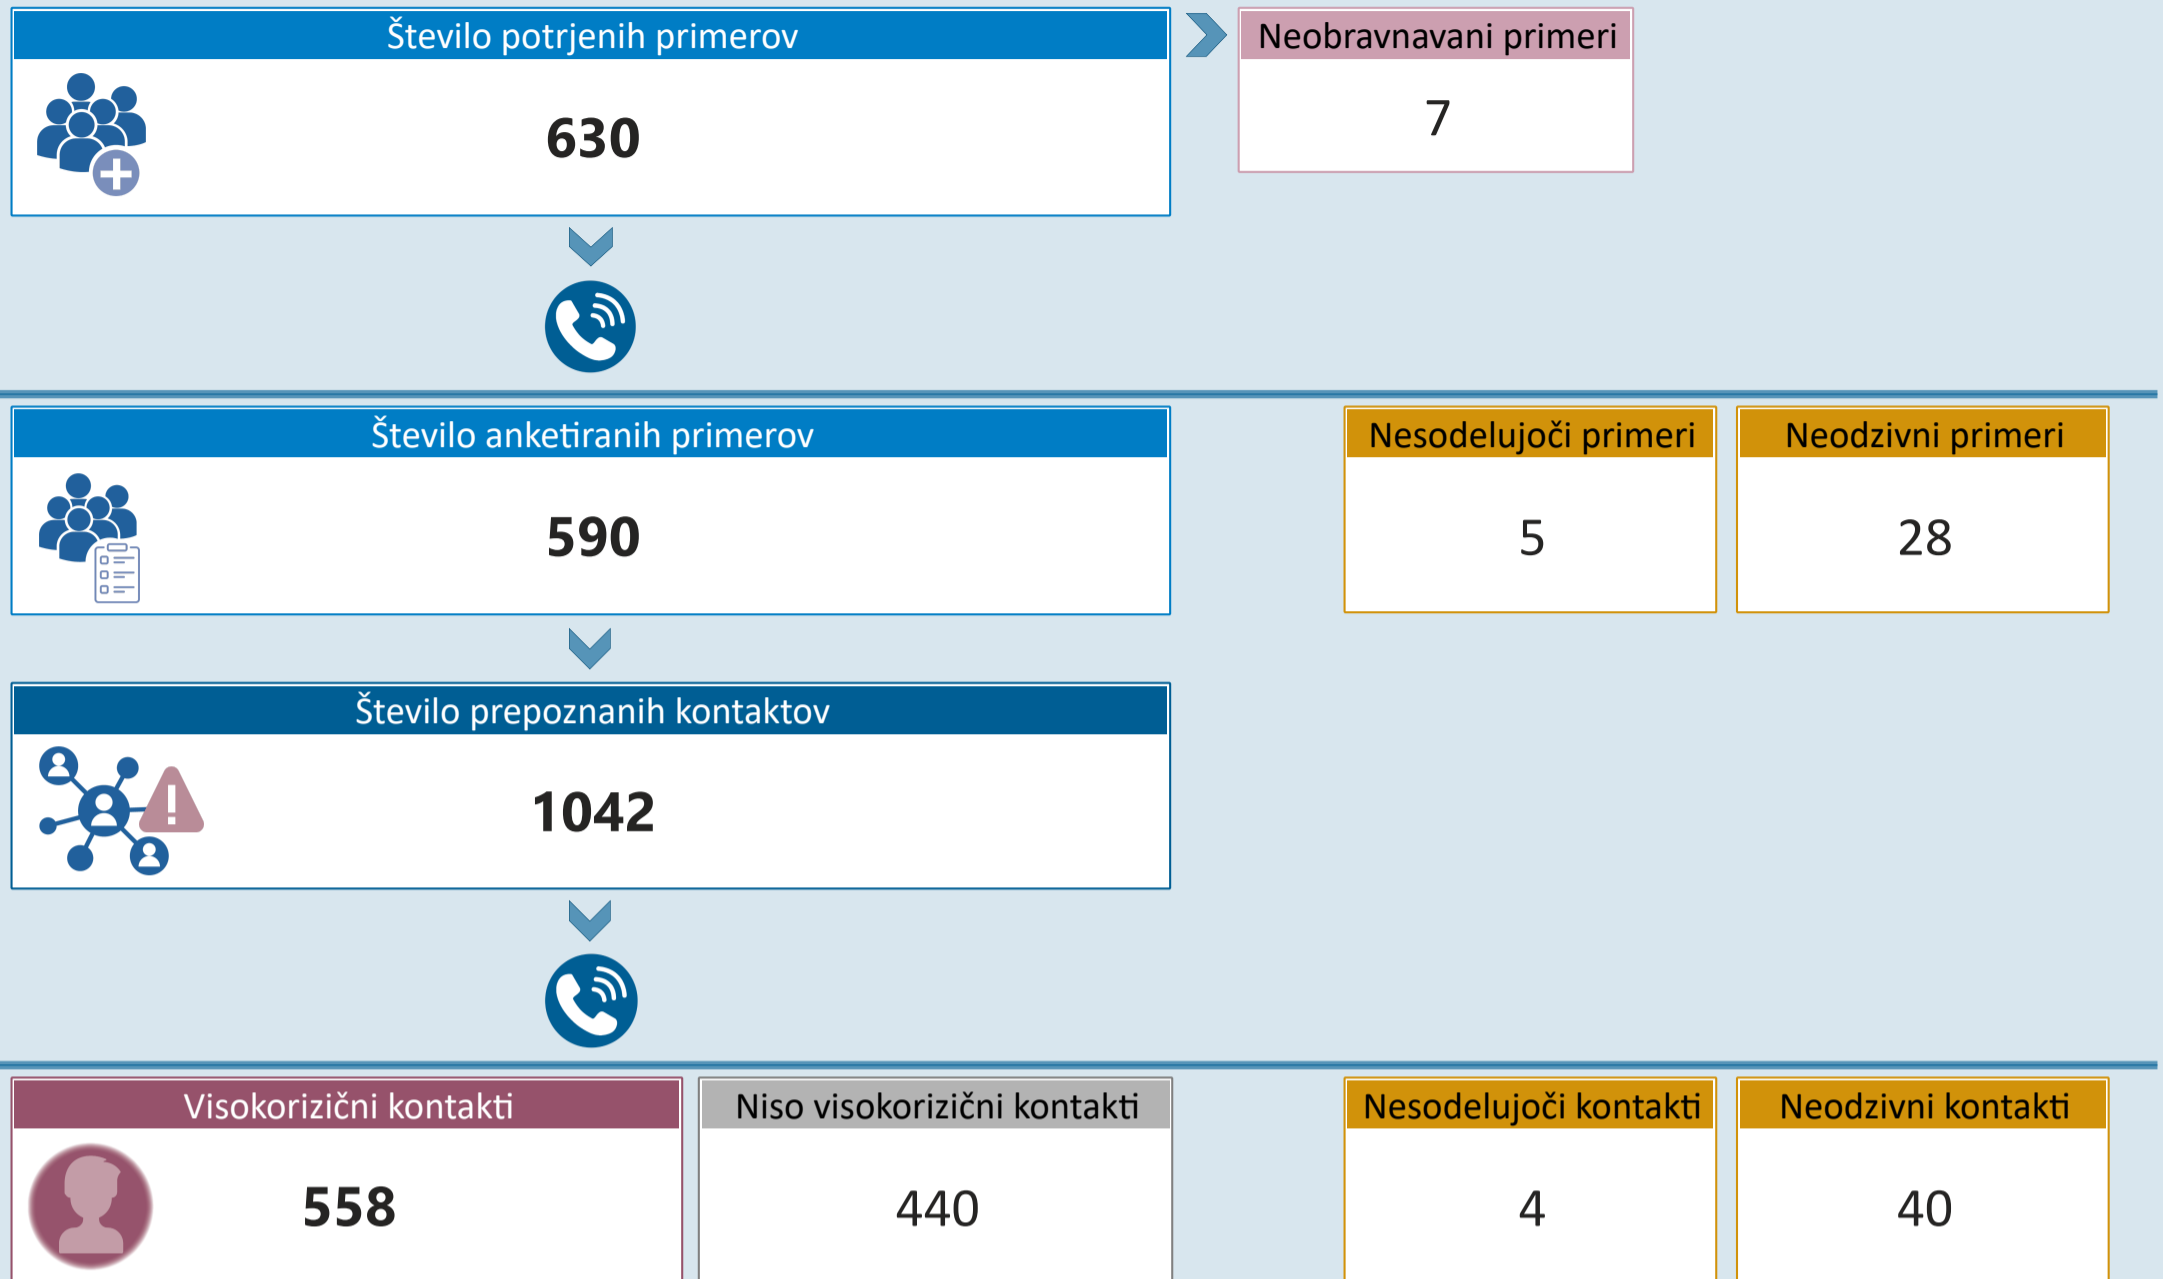 Število potrjenih primerov
Neobravnavani primeri
630
7
Število anketiranih primerov
Nesodelujoči primeri
Neodzivni primeri
590
5
28
Število prepoznanih kontaktov
1042
Visokorizični kontakti
Niso visokorizični kontakti
Nesodelujoči kontakti
Neodzivni kontakti
558
440
4
40